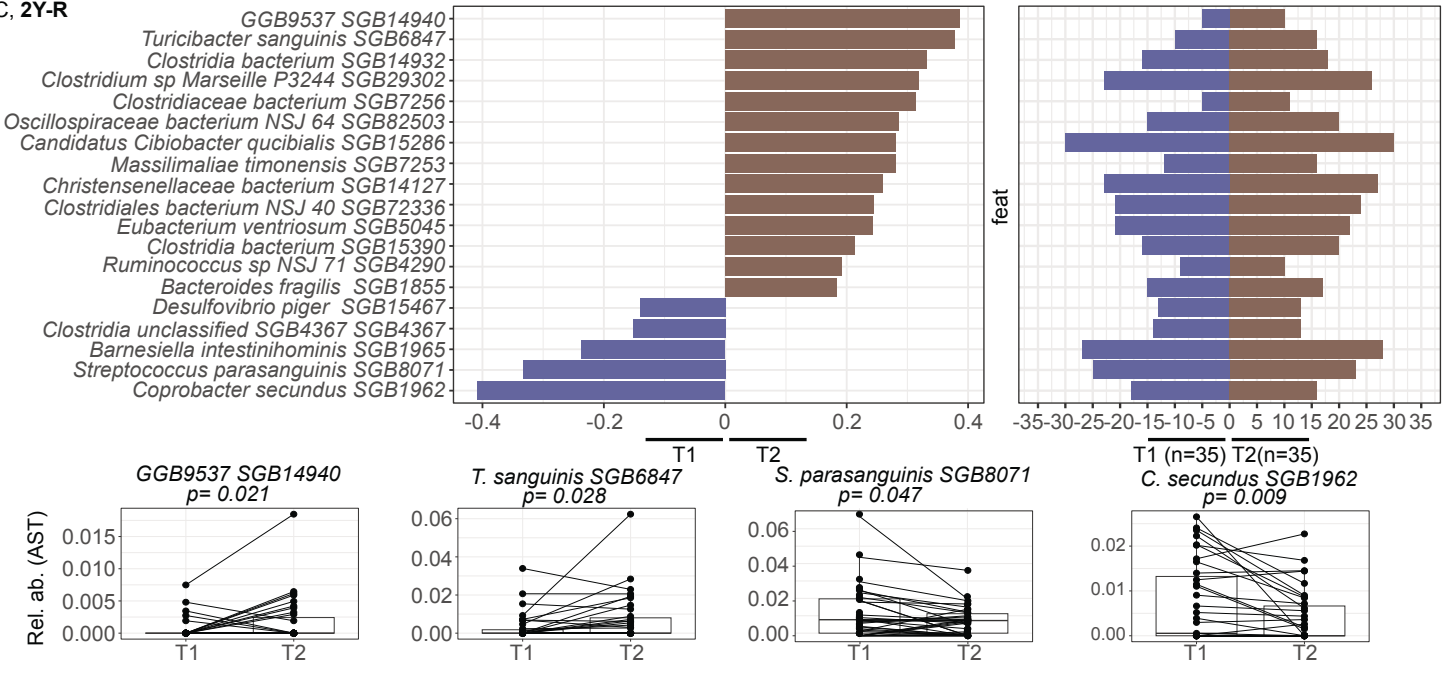 C, 2Y-R
GGB9537 SGB14940
Turicibacter sanguinis SGB6847
Clostridia bacterium SGB14932
Clostridium sp Marseille P3244 SGB29302
Clostridiaceae bacterium SGB7256
Oscillospiraceae bacterium NSJ 64 SGB82503
Candidatus Cibiobacter qucibialis SGB15286
Massilimaliae timonensis SGB7253
Christensenellaceae bacterium SGB14127
Clostridiales bacterium NSJ 40 SGB72336
Eubacterium ventriosum SGB5045
Clostridia bacterium SGB15390
Ruminococcus sp NSJ 71 SGB4290
Bacteroides fragilis SGB1855
Desulfovibrio piger SGB15467
Clostridia unclassified SGB4367 SGB4367
Barnesiella intestinihominis SGB1965
Streptococcus parasanguinis SGB8071
Coprobacter secundus SGB1962
-0.4 -0.2 0 0.2 0.4
T1 T2
feat
-35-30-25-20-15-10-5 0 5 10 15 20 25 30 35
T1 (n=35) T2(n=35)
GGB9537 SGB14940
p= 0.021
Rel. ab. (AST)
0.015
0.010
0.005
0.000
T1 T2
T. sanguinis SGB6847
p= 0.028
0.06
0.04
0.02
0.00
T1 T2
S. parasanguinis SGB8071
p= 0.047
0.06
0.04
0.02
0.00
T1 T2
C. secundus SGB1962
p= 0.009
0.02
0.01
0.00
T1 T2